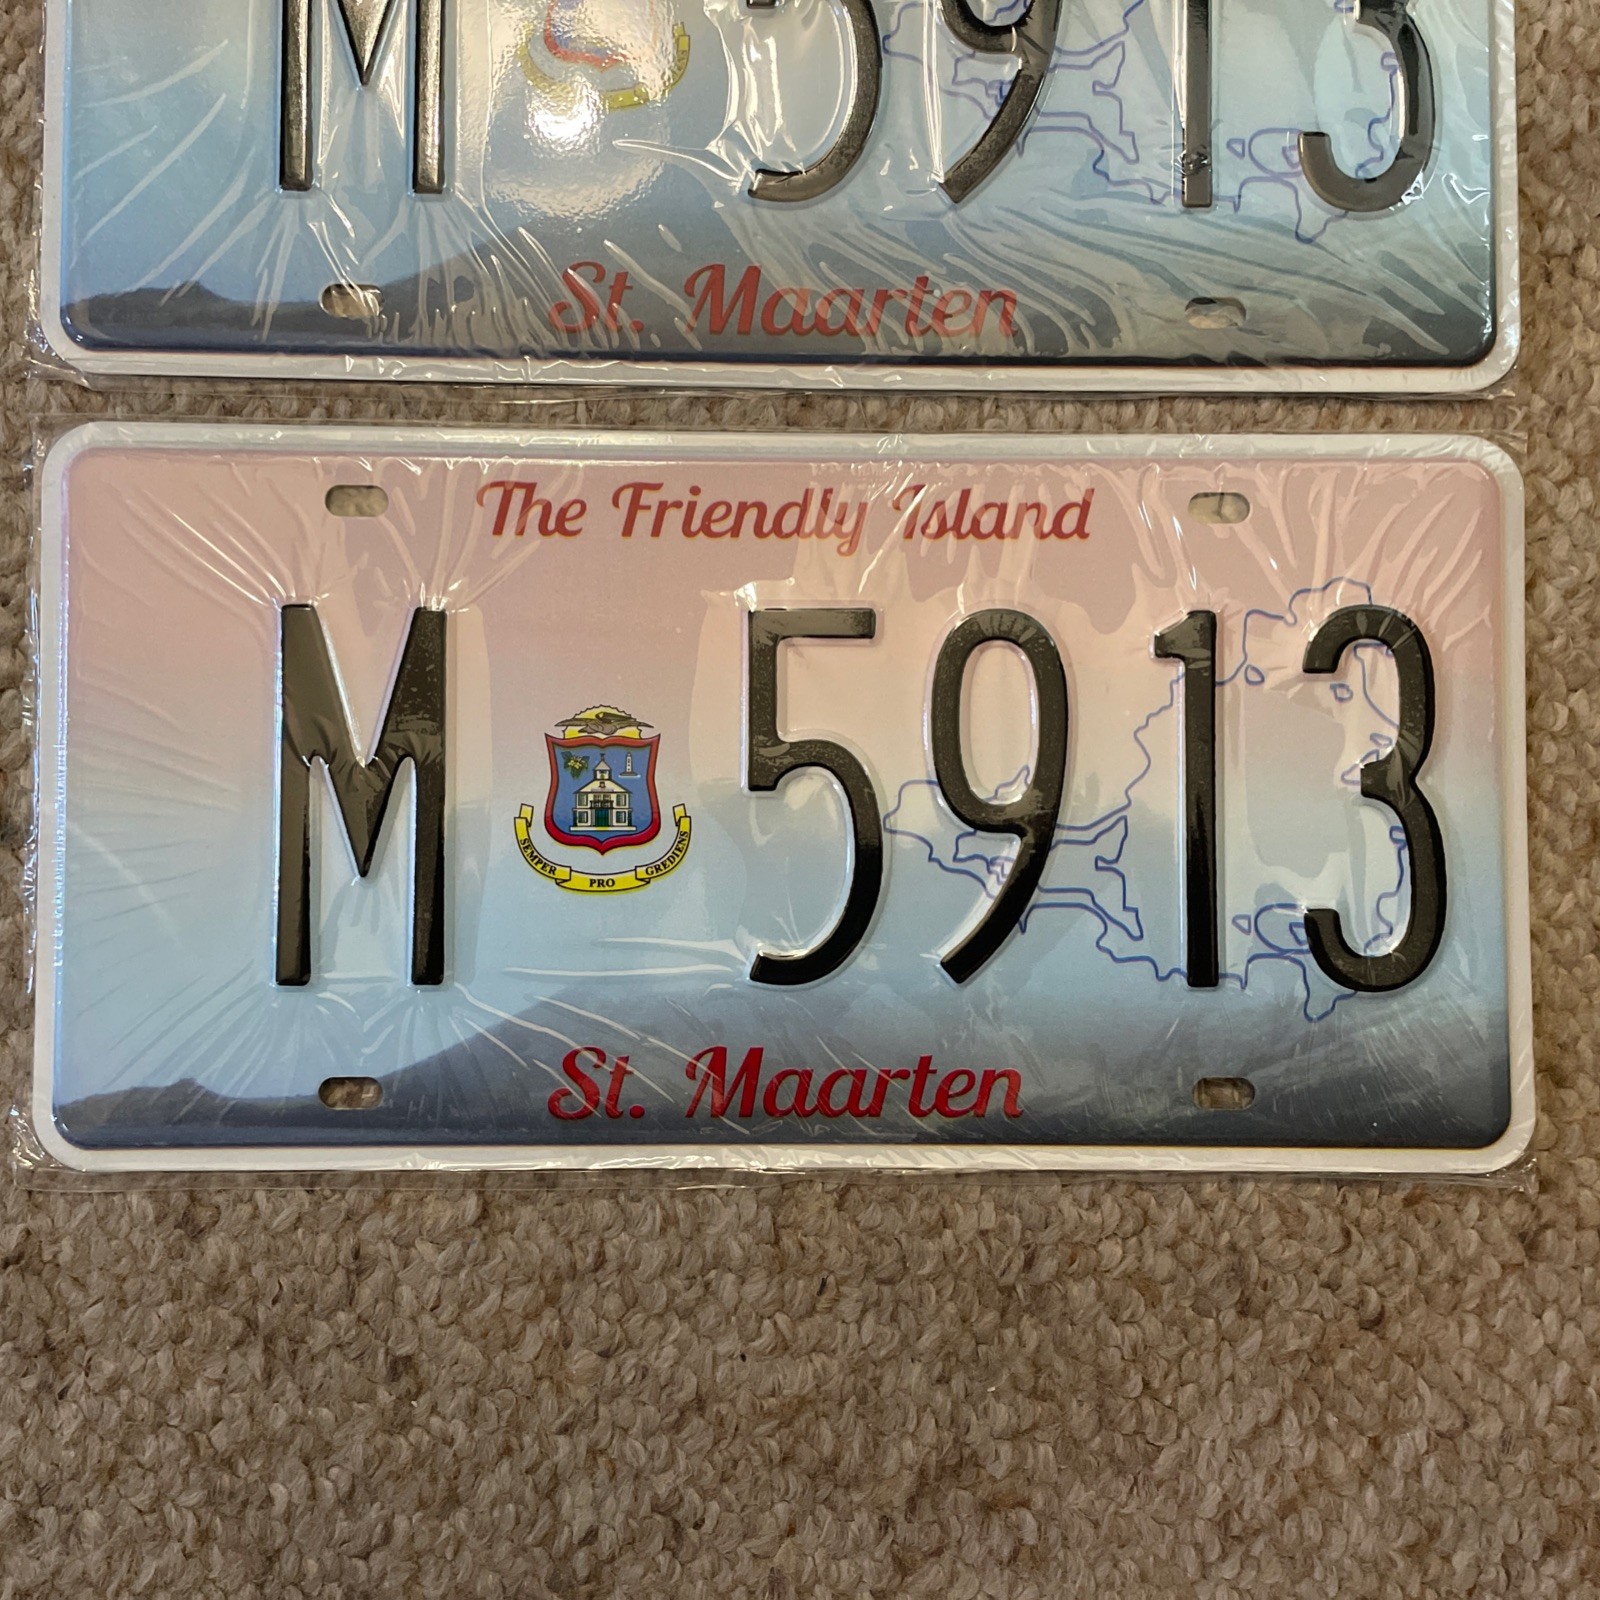 M 5913
St. Maarten
The Friendly Island
M 5913
SEMPER PRO GREDIENS
St. Maarten